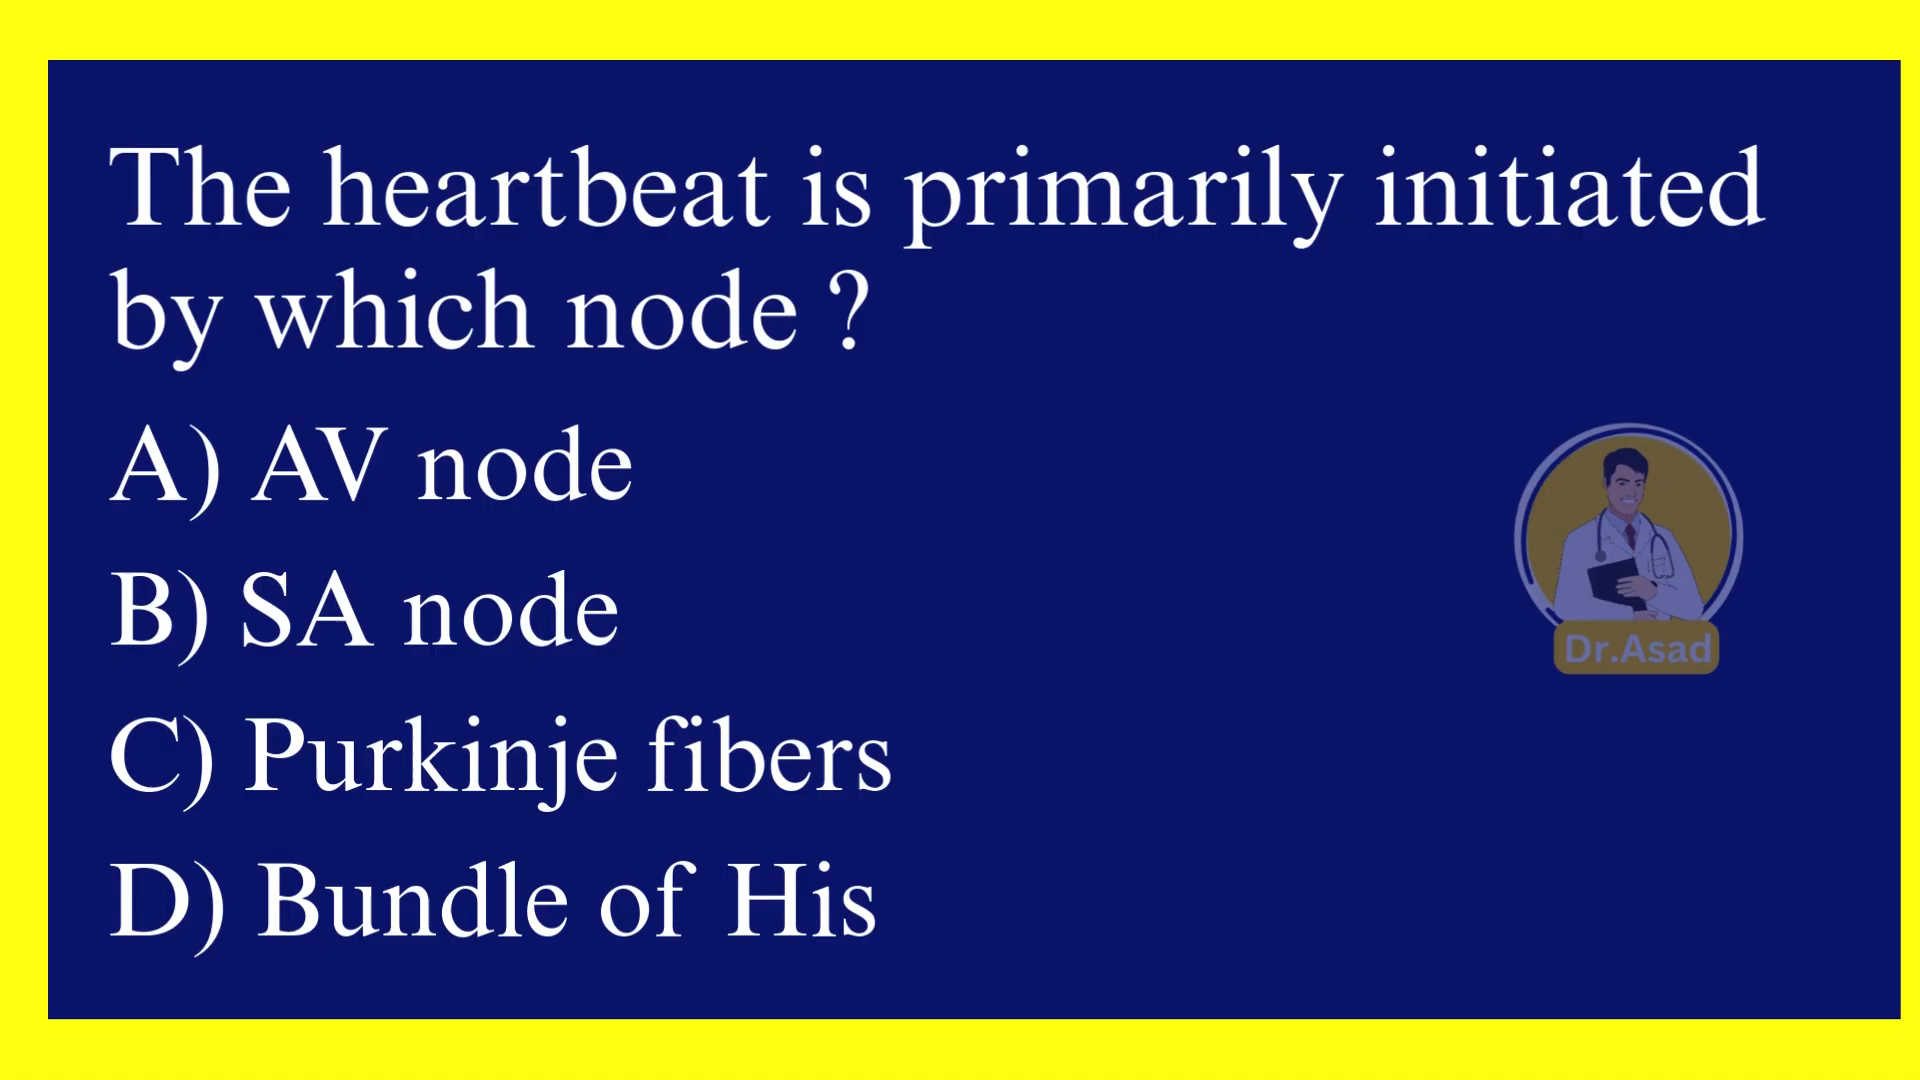 The heartbeat is primarily initiated
by which node ?
A) AV node
B) SA node
C) Purkinje fibers
D) Bundle of His
Dr.Asad